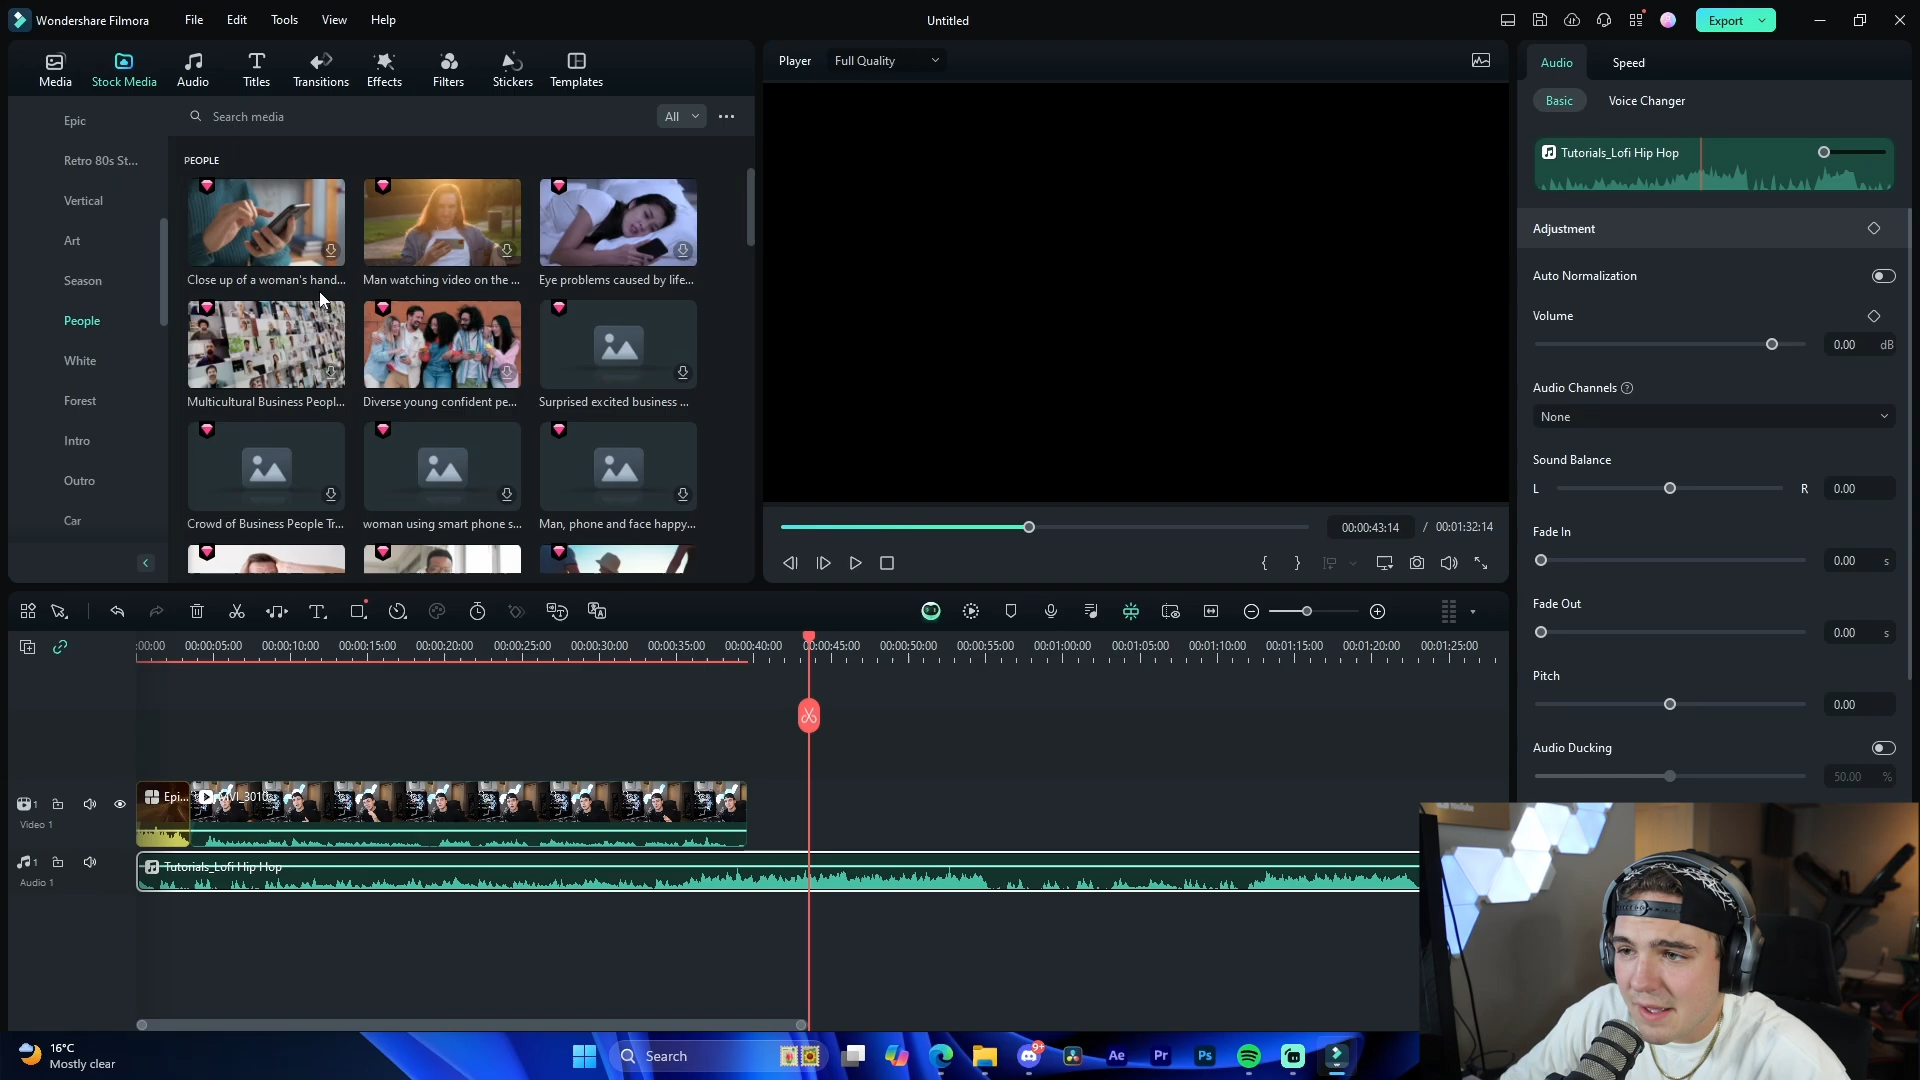 Wondershare Filmora
File Edit Tools View Help
Untitled
Export
Media
Stock Media
Audio
Titles
Transitions
Effects
Filters
Stickers
Templates
Epic
Retro 80s St...
Vertical
Art
Season
People
White
Forest
Intro
Outro
Car
Search media
All
PEOPLE
Close up of a woman's hand...
Man watching video on the ...
Eye problems caused by life...
Multicultural Business Peopl...
Diverse young confident pe...
Surprised excited business ...
Crowd of Business People Tr...
woman using smart phone s...
Man, phone and face happy...
Player Full Quality
00:00:43:14 / 00:01:32:14
Audio Speed
Basic Voice Changer
Tutorials_Lofi Hip Hop
Adjustment
Auto Normalization
Volume
0.00 dB
Audio Channels
None
Sound Balance
L R 0.00
Fade In
0.00 s
Fade Out
0.00 s
Pitch
0.00
Audio Ducking
50.00 %
:00:00 00:00:05:00 00:00:10:00 00:00:15:00 00:00:20:00 00:00:25:00 00:00:30:00 00:00:35:00 00:00:40:00 00:00:45:00 00:00:50:00 00:00:55:00 00:01:00:00 00:01:05:00 00:01:10:00 00:01:15:00 00:01:20:00 00:01:25:00
1
Video 1
Epi...
MVI_3010
1
Audio 1
Tutorials_Lofi Hip Hop
16°C
Mostly clear
Search
9+
Ae
Pr
Ps